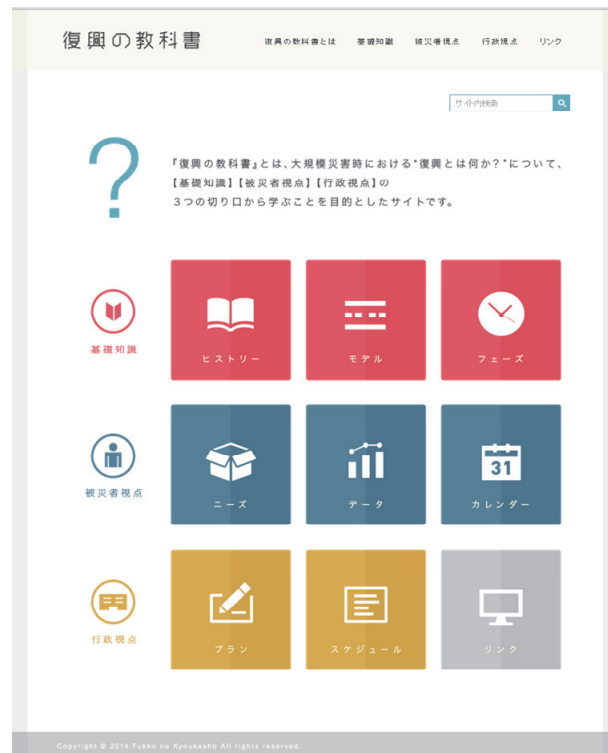 復興の教科書
復興の教科書とは 基礎知識 被災者視点 行政視点 リンク
サイト内検索
?
『復興の教科書』とは、大規模災害時における“復興とは何か？”について、
【基礎知識】【被災者視点】【行政視点】の
３つの切り口から学ぶことを目的としたサイトです。
基礎知識
ヒストリー
モデル
フェーズ
被災者視点
ニーズ
データ
31
カレンダー
行政視点
プラン
スケジュール
リンク
Copyright © 2014 Fukko no Kyoukasho All rights reserved.